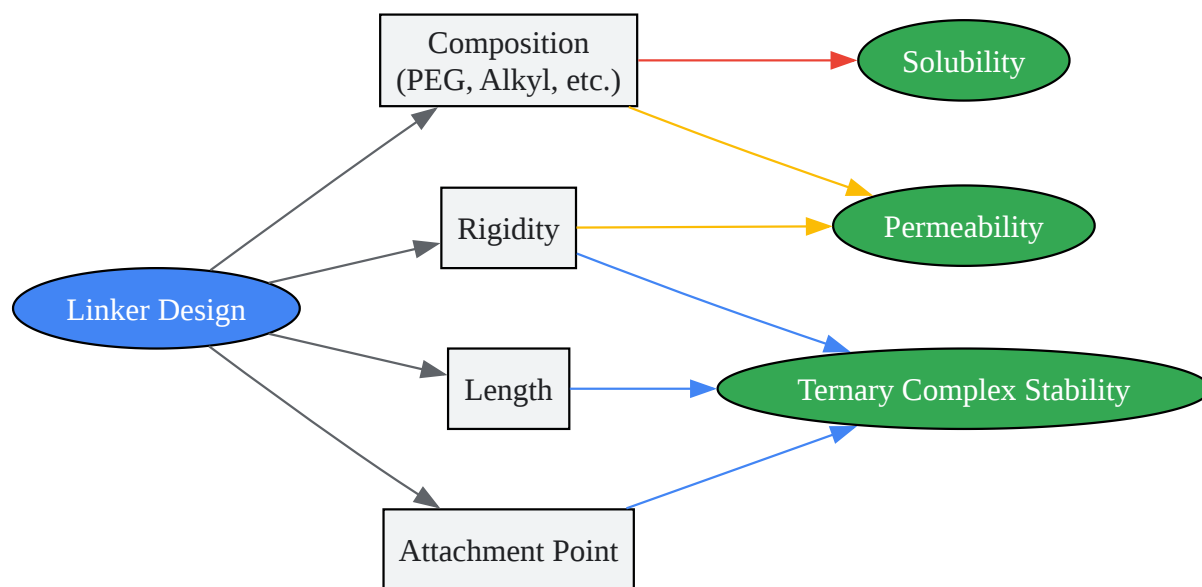 Composition
(PEG, Alkyl, etc.)
Solubility
Permeability
Rigidity
Linker Design
Length
Ternary Complex Stability
Attachment Point